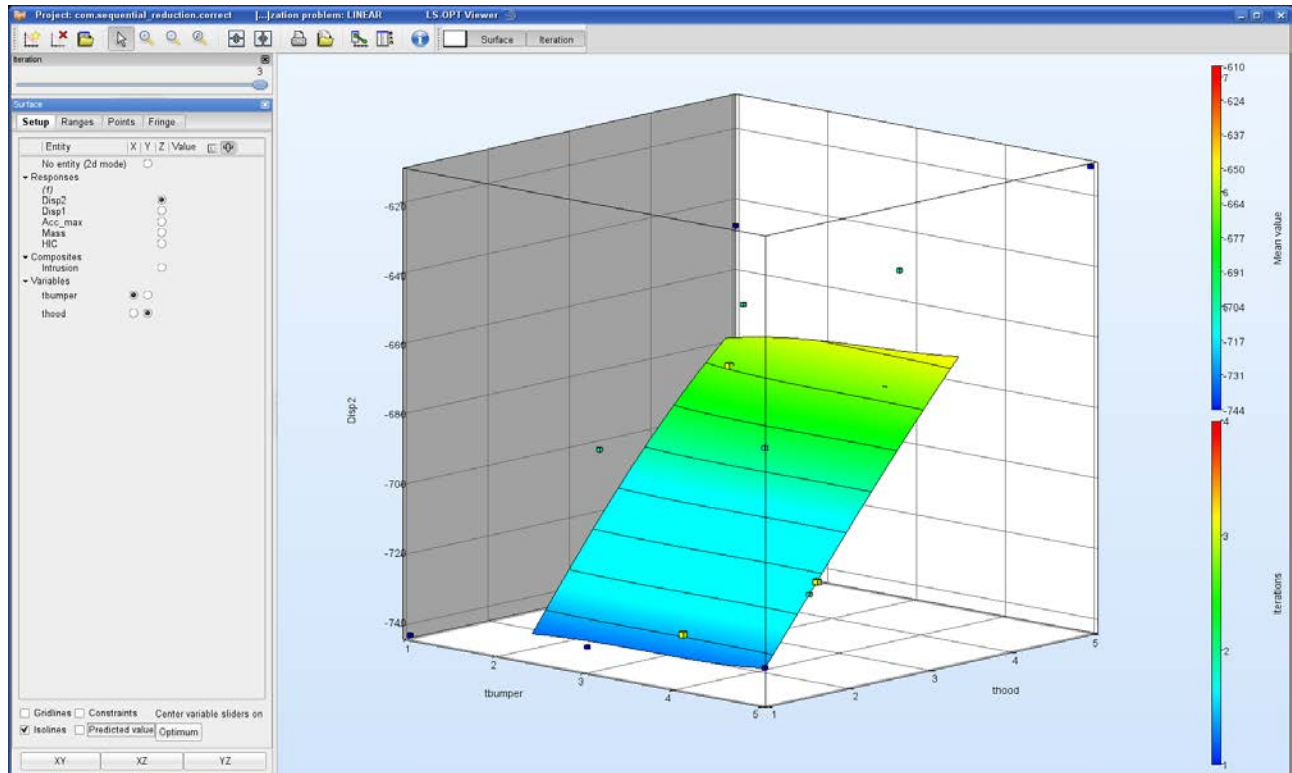 Project: com.sequential_reduction.correct [...]zation problem: LINEAR LS-OPT Viewer
Surface Iteration
Iteration
3
Surface
Setup Ranges Points Fringe
Entity X Y Z Value
No entity (2d mode)
Responses
(1)
Disp2
Disp1
Acc_max
Mass
HIC
Composites
Intrusion
Variables
tbumper
thood
Gridlines Constraints Center variable sliders on
Isolines Predicted value Optimum
XY XZ YZ
-620
-640
-660
-680
-700
-720
-740
Disp2
1
2
3
4
5
tbumper
1
2
3
4
5
thood
-610
7
-624
-637
-650
6
-664
-677
-691
-704
-717
-731
-744
Mean value
4
3
2
1
Iterations